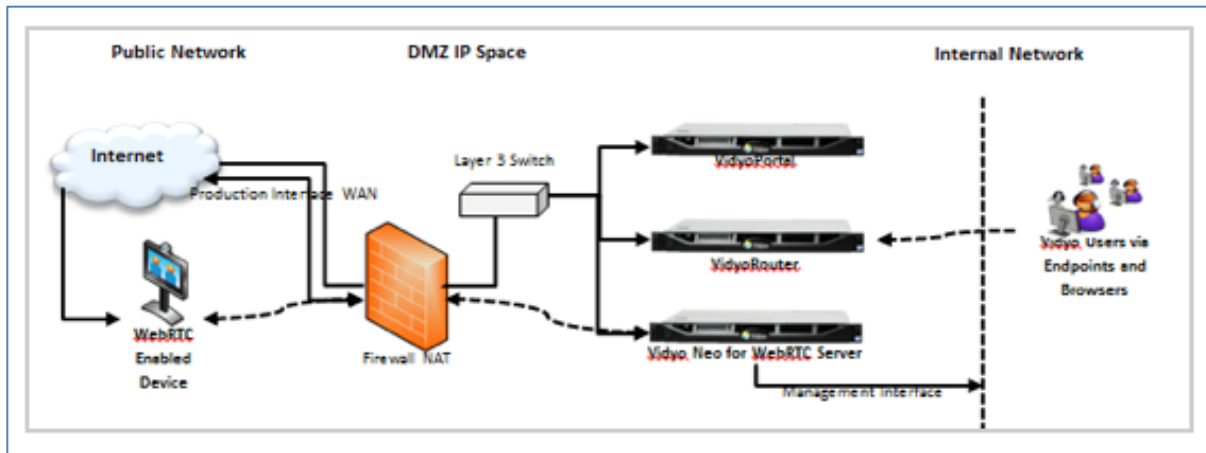 Public Network
DMZ IP Space
Internal Network
Internet
Layer 3 Switch
VidyoPortal
Production Interface WAN
VidyoRouter
Vidyo Users via
Endpoints and
Browsers
WebRTC
Enabled
Device
Firewall NAT
Vidyo Neo for WebRTC Server
Management Interface